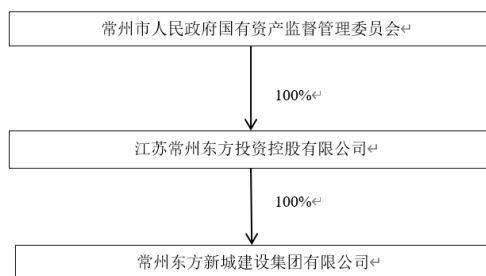 常州市人民政府国有资产监督管理委员会
100%
江苏常州东方投资控股有限公司
100%
常州东方新城建设集团有限公司